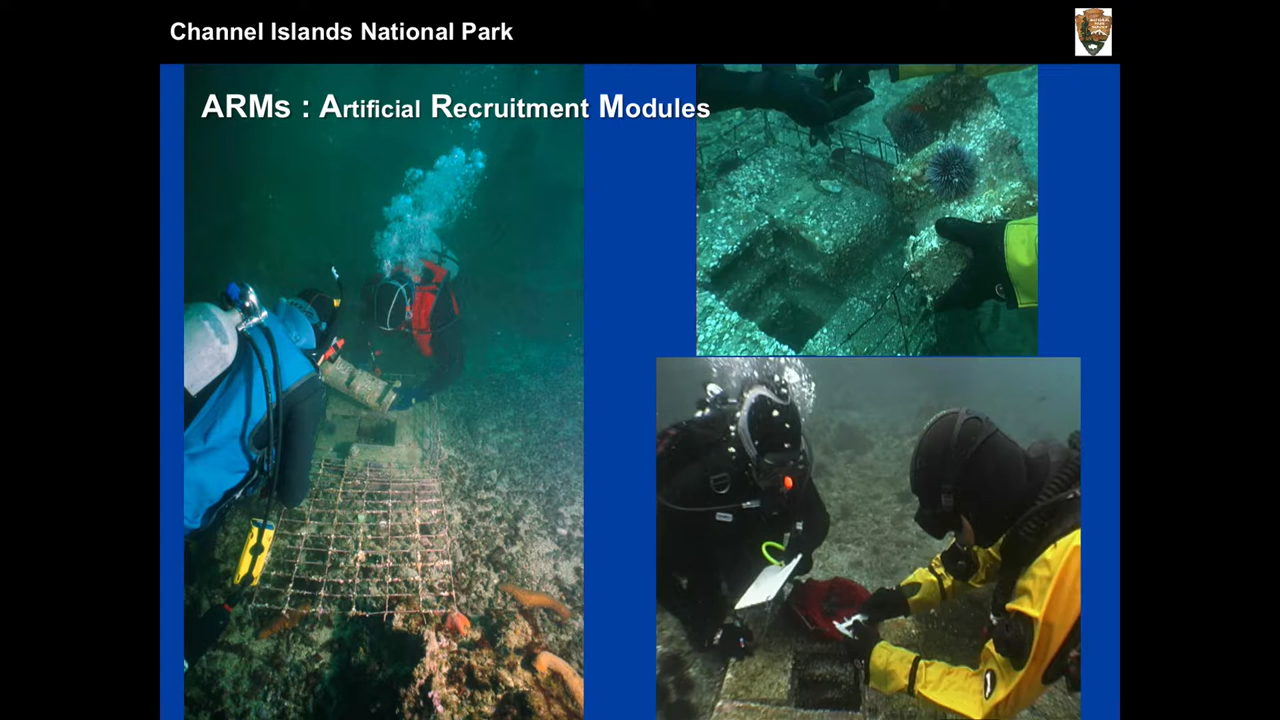 Channel Islands National Park
ARMs : Artificial Recruitment Modules